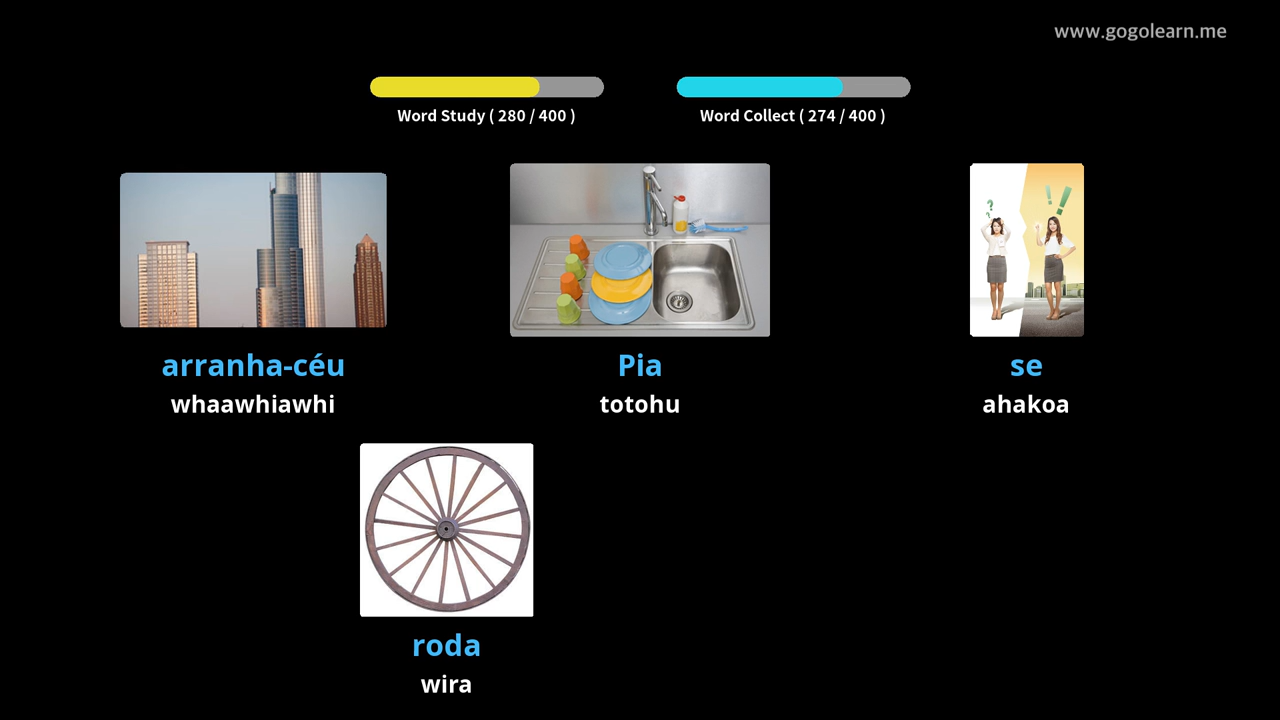 www.gogolearn.me
Word Study ( 280 / 400 )
Word Collect ( 274 / 400 )
arranha-céu
whaawhiawhi
Pia
totohu
se
ahakoa
roda
wira